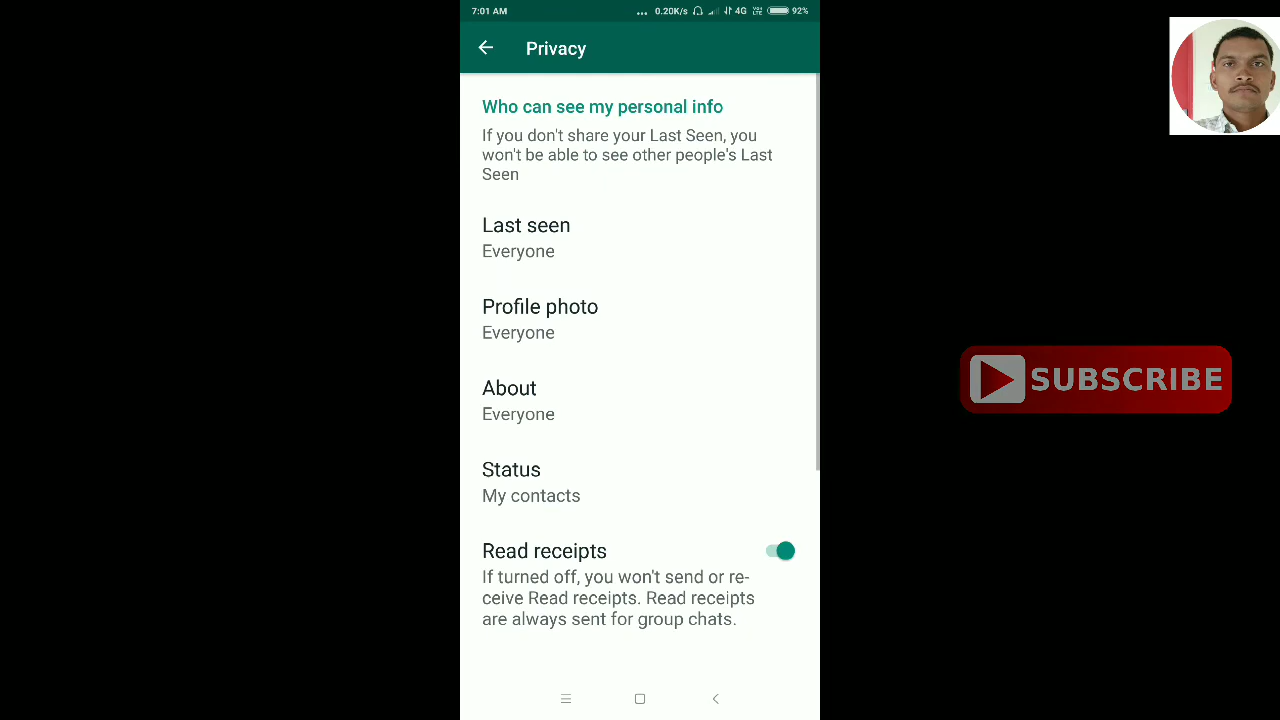 7:01 AM ... 0.20K/s 4G VoLTE 92%
Privacy
Who can see my personal info
If you don't share your Last Seen, you
won't be able to see other people's Last
Seen
Last seen
Everyone
Profile photo
Everyone
About
Everyone
Status
My contacts
Read receipts
If turned off, you won't send or re-
ceive Read receipts. Read receipts
are always sent for group chats.
SUBSCRIBE